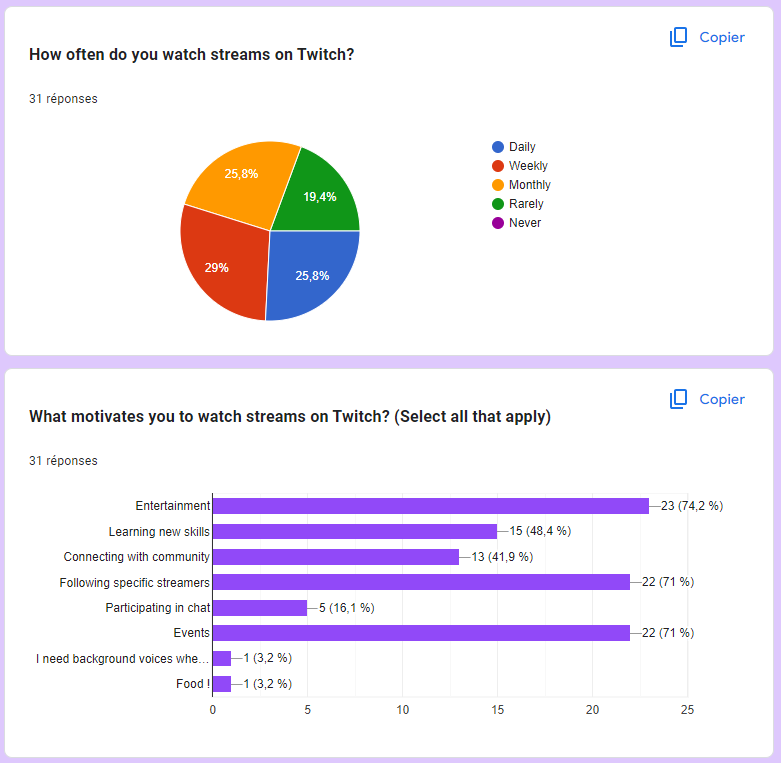 Copier
How often do you watch streams on Twitch?
31 réponses
25,8%
19,4%
29%
25,8%
Daily
Weekly
Monthly
Rarely
Never
Copier
What motivates you to watch streams on Twitch? (Select all that apply)
31 réponses
Entertainment 23 (74,2 %)
Learning new skills 15 (48,4 %)
Connecting with community 13 (41,9 %)
Following specific streamers 22 (71 %)
Participating in chat 5 (16,1 %)
Events 22 (71 %)
I need background voices whe... 1 (3,2 %)
Food ! 1 (3,2 %)
0 5 10 15 20 25